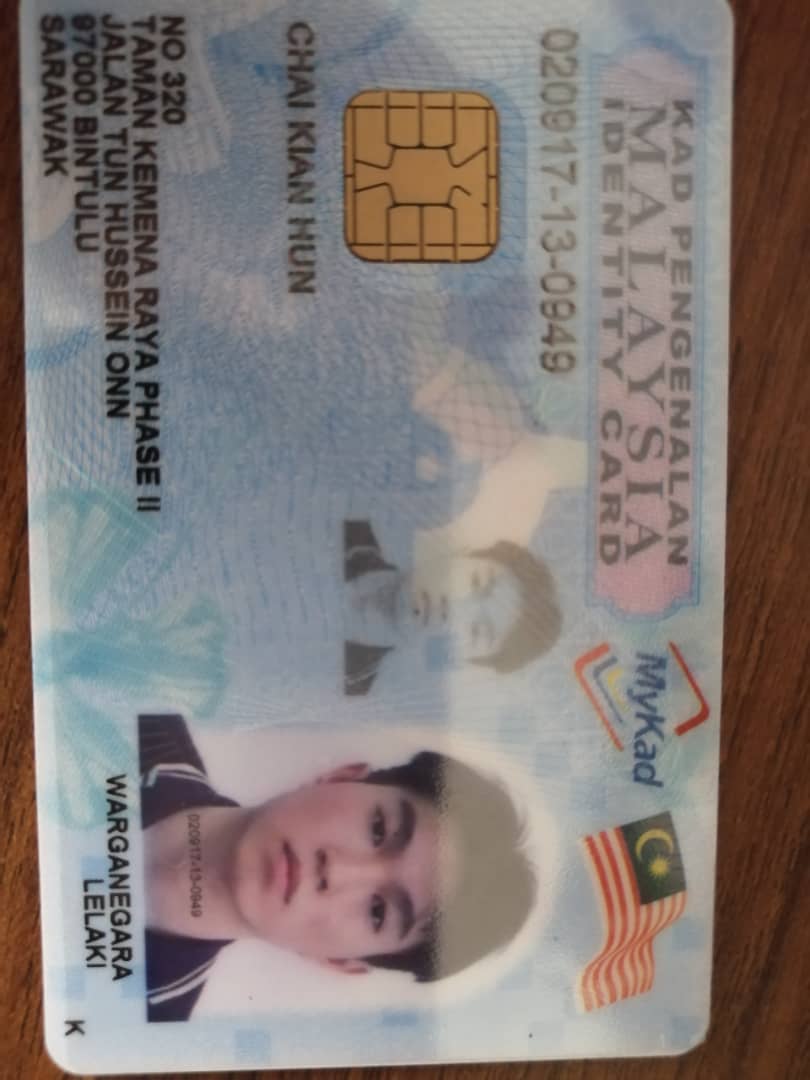 KAD PENGENALAN
MALAYSIA
IDENTITY CARD
MyKad
020917-13-0949
CHAI KIAN HUN
NO 320
TAMAN KEMENA RAYA PHASE II
JALAN TUN HUSSEIN ONN
97000 BINTULU
SARAWAK
020917-13-0949
WARGANEGARA
LELAKI
K